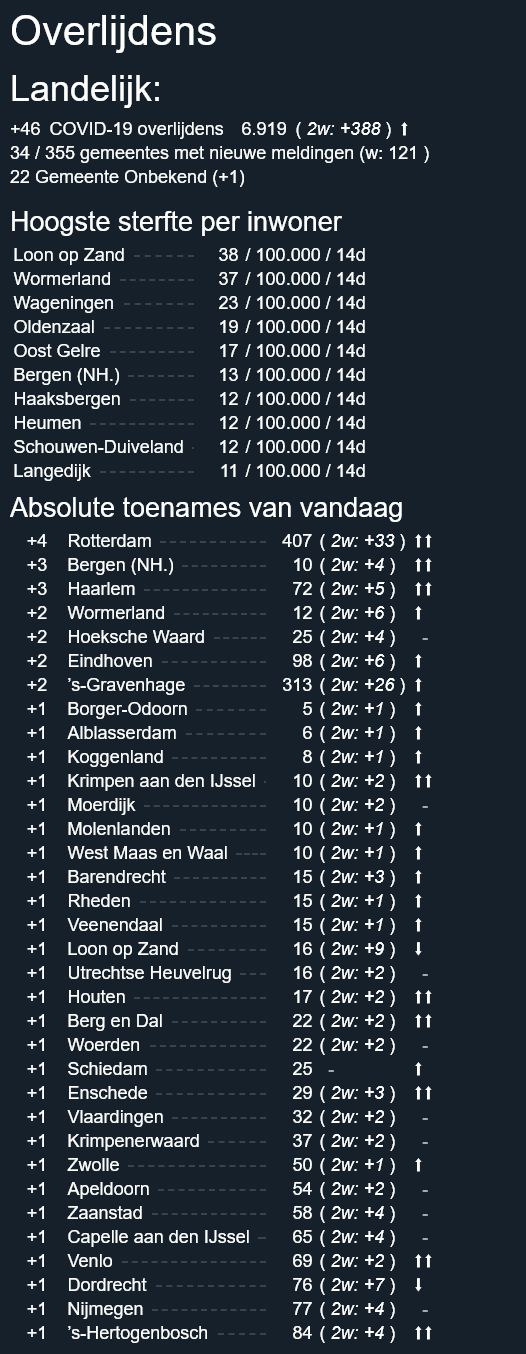 Overlijdens
Landelijk:
+46 COVID-19 overlijdens 6.919 ( 2w: +388 ) ⬆
34 / 355 gemeentes met nieuwe meldingen (w: 121 )
22 Gemeente Onbekend (+1)
Hoogste sterfte per inwoner
Loon op Zand ------ 38 / 100.000 / 14d
Wormerland ------- 37 / 100.000 / 14d
Wageningen ------- 23 / 100.000 / 14d
Oldenzaal -------- 19 / 100.000 / 14d
Oost Gelre -------- 17 / 100.000 / 14d
Bergen (NH.) ------ 13 / 100.000 / 14d
Haaksbergen ------ 12 / 100.000 / 14d
Heumen --------- 12 / 100.000 / 14d
Schouwen-Duiveland - 12 / 100.000 / 14d
Langedijk -------- 11 / 100.000 / 14d
Absolute toenames van vandaag
+4 Rotterdam ---------- 407 ( 2w: +33 ) ⬆⬆
+3 Bergen (NH.) -------- 10 ( 2w: +4 ) ⬆⬆
+3 Haarlem ----------- 72 ( 2w: +5 ) ⬆⬆
+2 Wormerland --------- 12 ( 2w: +6 ) ⬆
+2 Hoeksche Waard ----- 25 ( 2w: +4 ) -
+2 Eindhoven ---------- 98 ( 2w: +6 ) ⬆
+2 's-Gravenhage ------- 313 ( 2w: +26 ) ⬆
+1 Borger-Odoorn ------- 5 ( 2w: +1 ) ⬆
+1 Alblasserdam -------- 6 ( 2w: +1 ) ⬆
+1 Koggenland --------- 8 ( 2w: +1 ) ⬆
+1 Krimpen aan den IJssel - 10 ( 2w: +2 ) ⬆⬆
+1 Moerdijk ----------- 10 ( 2w: +2 ) -
+1 Molenlanden -------- 10 ( 2w: +1 ) ⬆
+1 West Maas en Waal --- 10 ( 2w: +1 ) ⬆
+1 Barendrecht --------- 15 ( 2w: +3 ) ⬆
+1 Rheden ----------- 15 ( 2w: +1 ) ⬆
+1 Veenendaal --------- 15 ( 2w: +1 ) ⬆
+1 Loon op Zand ------- 16 ( 2w: +9 ) ⬇
+1 Utrechtse Heuvelrug --- 16 ( 2w: +2 ) -
+1 Houten ------------ 17 ( 2w: +2 ) ⬆⬆
+1 Berg en Dal --------- 22 ( 2w: +2 ) ⬆⬆
+1 Woerden ---------- 22 ( 2w: +2 ) -
+1 Schiedam ---------- 25 - ⬆
+1 Enschede ---------- 29 ( 2w: +3 ) ⬆⬆
+1 Vlaardingen --------- 32 ( 2w: +2 ) -
+1 Krimpenerwaard ------ 37 ( 2w: +2 ) -
+1 Zwolle ------------ 50 ( 2w: +1 ) ⬆
+1 Apeldoorn ---------- 54 ( 2w: +2 ) -
+1 Zaanstad ---------- 58 ( 2w: +4 ) -
+1 Capelle aan den IJssel - 65 ( 2w: +4 ) -
+1 Venlo ------------- 69 ( 2w: +2 ) ⬆⬆
+1 Dordrecht ---------- 76 ( 2w: +7 ) ⬇
+1 Nijmegen ---------- 77 ( 2w: +4 ) -
+1 's-Hertogenbosch ----- 84 ( 2w: +4 ) ⬆⬆